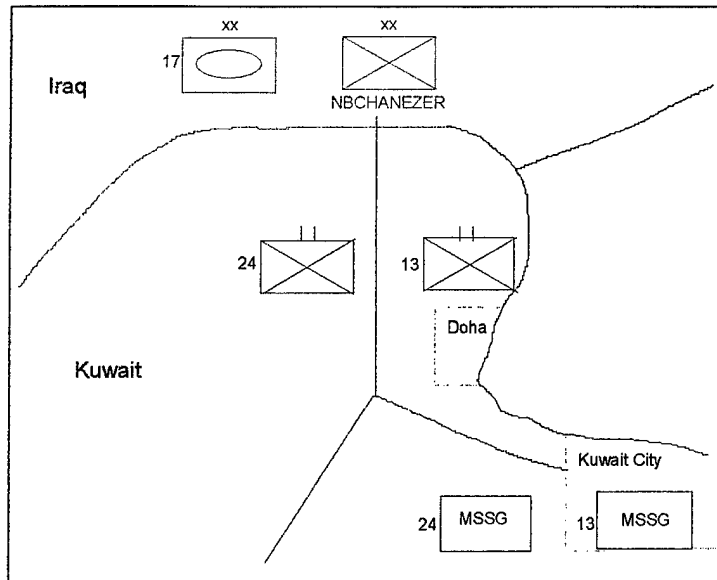 xx xx
17
Iraq
NBCHANEZER
24 13
Doha
Kuwait
Kuwait City
24 MSSG 13 MSSG